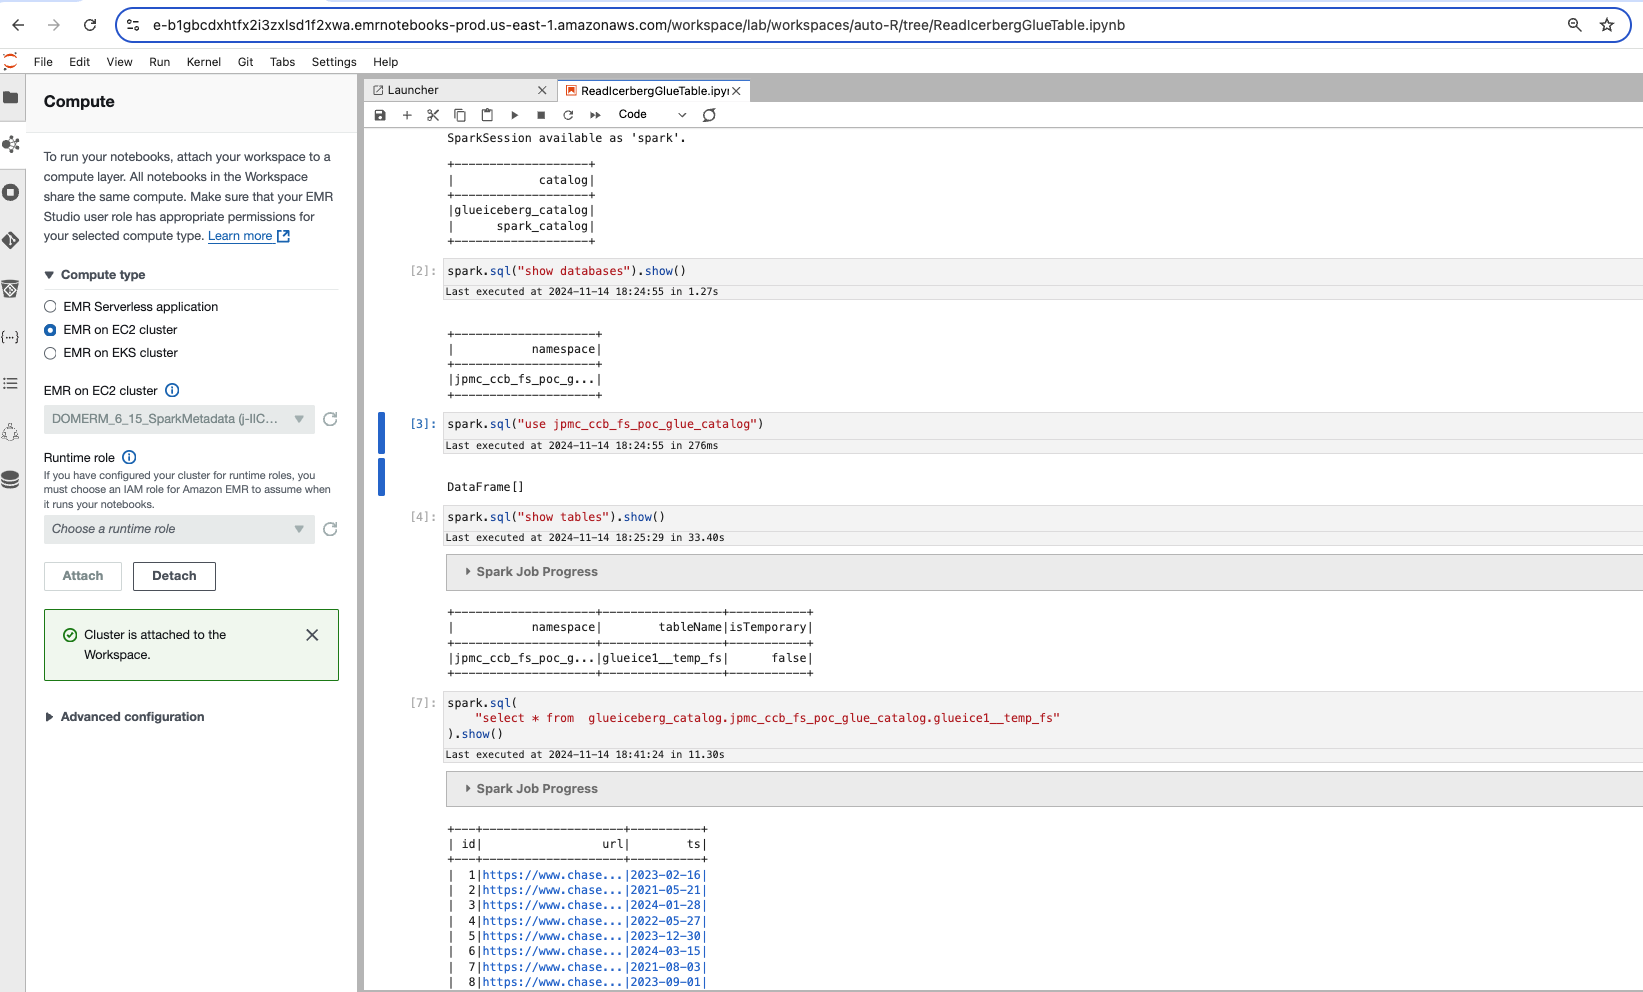 e-b1gbcdxhtfx2i3zxlsd1f2xwa.emrnotebooks-prod.us-east-1.amazonaws.com/workspace/lab/workspaces/auto-R/tree/ReadIcerbergGlueTable.ipynb
File Edit View Run Kernel Git Tabs Settings Help
Compute
To run your notebooks, attach your workspace to a
compute layer. All notebooks in the Workspace
share the same compute. Make sure that your EMR
Studio user role has appropriate permissions for
your selected compute type. Learn more
Compute type
EMR Serverless application
EMR on EC2 cluster
EMR on EKS cluster
EMR on EC2 cluster
DOMERM_6_15_SparkMetadata (j-IIC...
Runtime role
If you have configured your cluster for runtime roles, you
must choose an IAM role for Amazon EMR to assume when
it runs your notebooks.
Choose a runtime role
Attach Detach
Cluster is attached to the
Workspace.
Advanced configuration
Launcher ReadIcerbergGlueTable.ipyn
Code
SparkSession available as 'spark'.
+--------------------+
|            catalog|
+--------------------+
|glueiceberg_catalog|
|      spark_catalog|
+--------------------+
[2]: spark.sql("show databases").show()
Last executed at 2024-11-14 18:24:55 in 1.27s
+--------------------+
|           namespace|
+--------------------+
|jpmc_ccb_fs_poc_g...|
+--------------------+
[3]: spark.sql("use jpmc_ccb_fs_poc_glue_catalog")
Last executed at 2024-11-14 18:24:55 in 276ms
DataFrame[]
[4]: spark.sql("show tables").show()
Last executed at 2024-11-14 18:25:29 in 33.40s
Spark Job Progress
+--------------------+-----------------+-----------+
|           namespace|        tableName|isTemporary|
+--------------------+-----------------+-----------+
|jpmc_ccb_fs_poc_g...|glueice1__temp_fs|      false|
+--------------------+-----------------+-----------+
[7]: spark.sql(
    "select * from  glueiceberg_catalog.jpmc_ccb_fs_poc_glue_catalog.glueice1__temp_fs"
).show()
Last executed at 2024-11-14 18:41:24 in 11.30s
Spark Job Progress
+---+--------------------+----------+
| id|                 url|        ts|
+---+--------------------+----------+
|  1|https://www.chase...|2023-02-16|
|  2|https://www.chase...|2021-05-21|
|  3|https://www.chase...|2024-01-28|
|  4|https://www.chase...|2022-05-27|
|  5|https://www.chase...|2023-12-30|
|  6|https://www.chase...|2024-03-15|
|  7|https://www.chase...|2021-08-03|
|  8|https://www.chase...|2023-09-01|